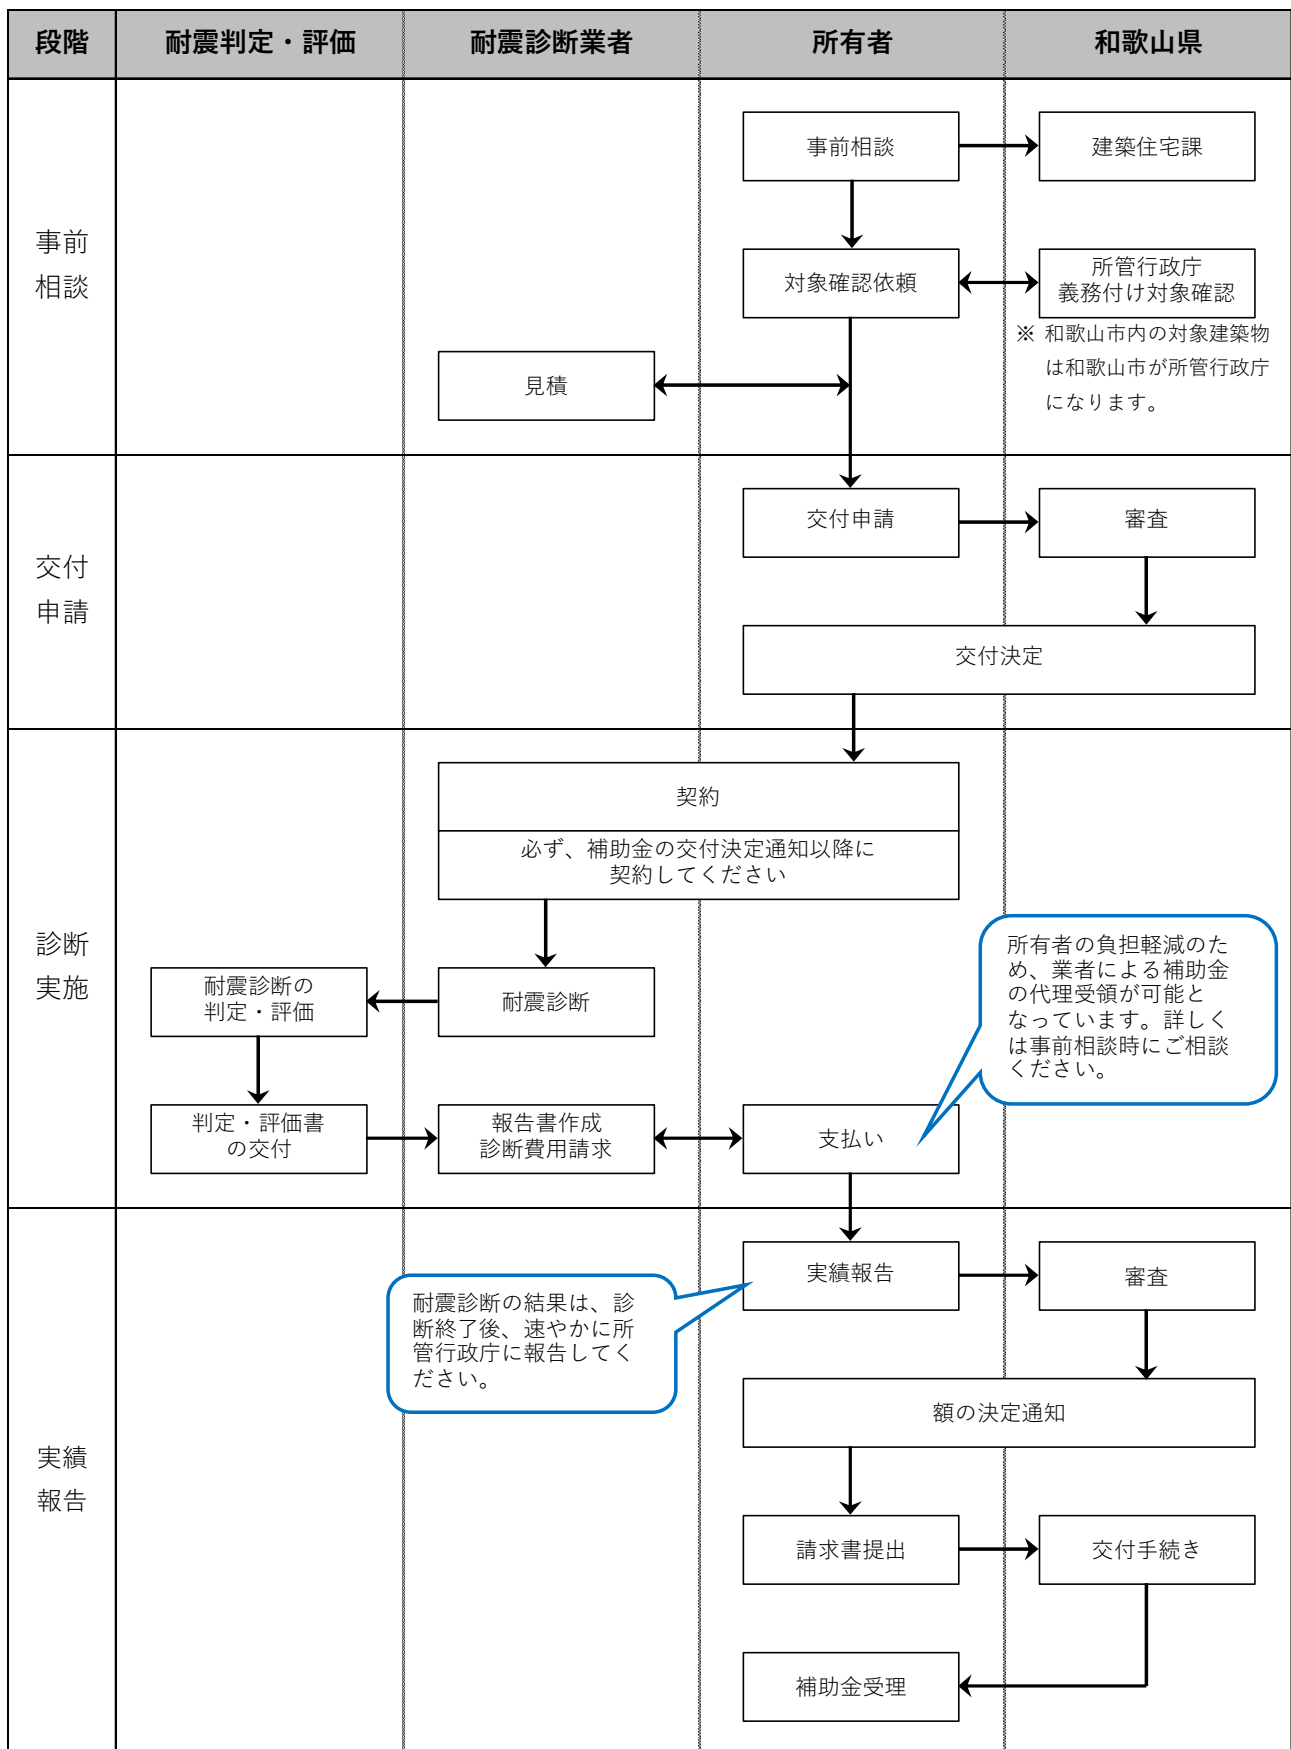 段階
耐震判定・評価
耐震診断業者
所有者
和歌山県
事前
相談
事前相談
建築住宅課
対象確認依頼
所管行政庁
義務付け対象確認
※ 和歌山市内の対象建築物
は和歌山市が所管行政庁
になります。
見積
交付
申請
交付申請
審査
交付決定
診断
実施
契約
必ず、補助金の交付決定通知以降に
契約してください
所有者の負担軽減のた
め、業者による補助金
の代理受領が可能と
なっています。詳しく
は事前相談時にご相談
ください。
耐震診断の
判定・評価
耐震診断
判定・評価書
の交付
報告書作成
診断費用請求
支払い
実績
報告
実績報告
審査
耐震診断の結果は、診
断終了後、速やかに所
管行政庁に報告してく
ださい。
額の決定通知
請求書提出
交付手続き
補助金受理